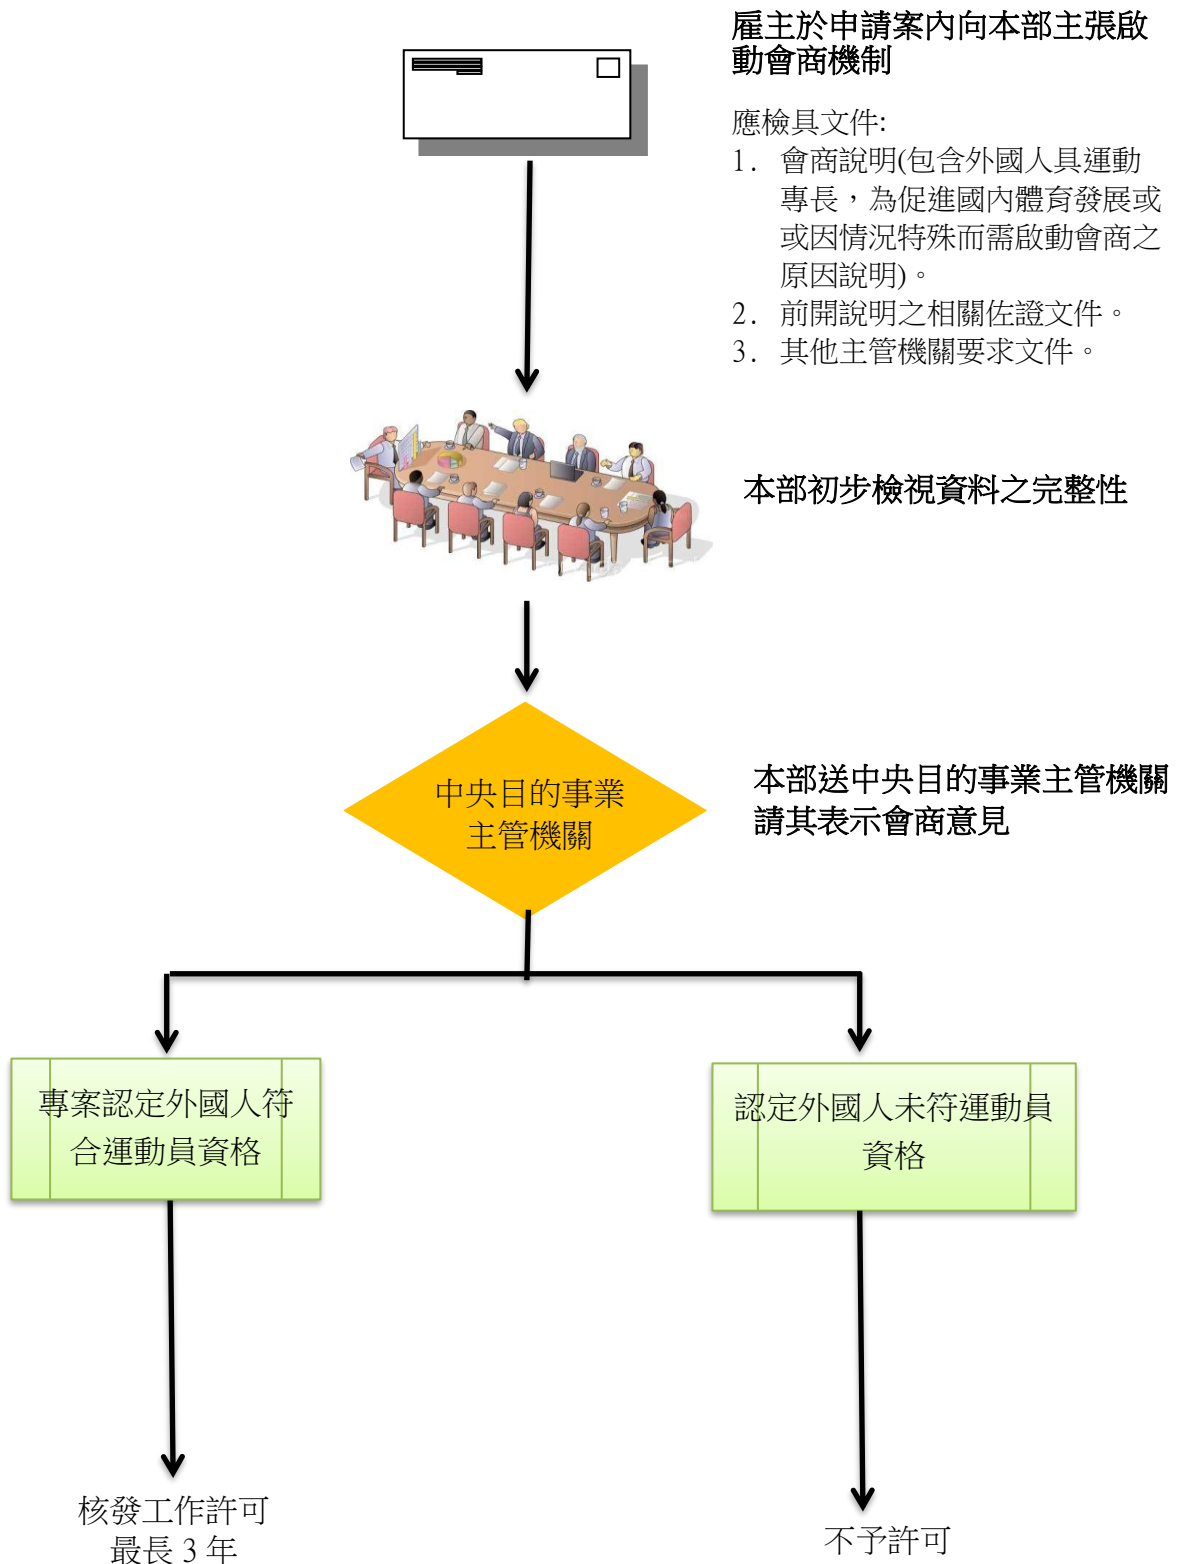 雇主於申請案內向本部主張啟
動會商機制
應檢具文件:
1. 會商說明(包含外國人具運動
專長，為促進國內體育發展或
或因情況特殊而需啟動會商之
原因說明)。
2. 前開說明之相關佐證文件。
3. 其他主管機關要求文件。
本部初步檢視資料之完整性
中央目的事業
主管機關
本部送中央目的事業主管機關
請其表示會商意見
專案認定外國人符
合運動員資格
認定外國人未符運動員
資格
核發工作許可
最長 3 年
不予許可